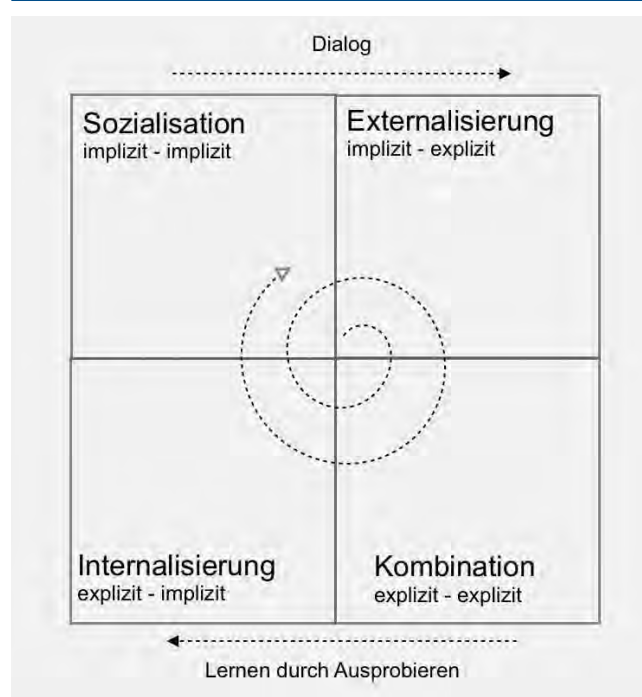 Dialog
Sozialisation
implizit - implizit
Externalisierung
implizit - explizit
Internalisierung
explizit - implizit
Kombination
explizit - explizit
Lernen durch Ausprobieren